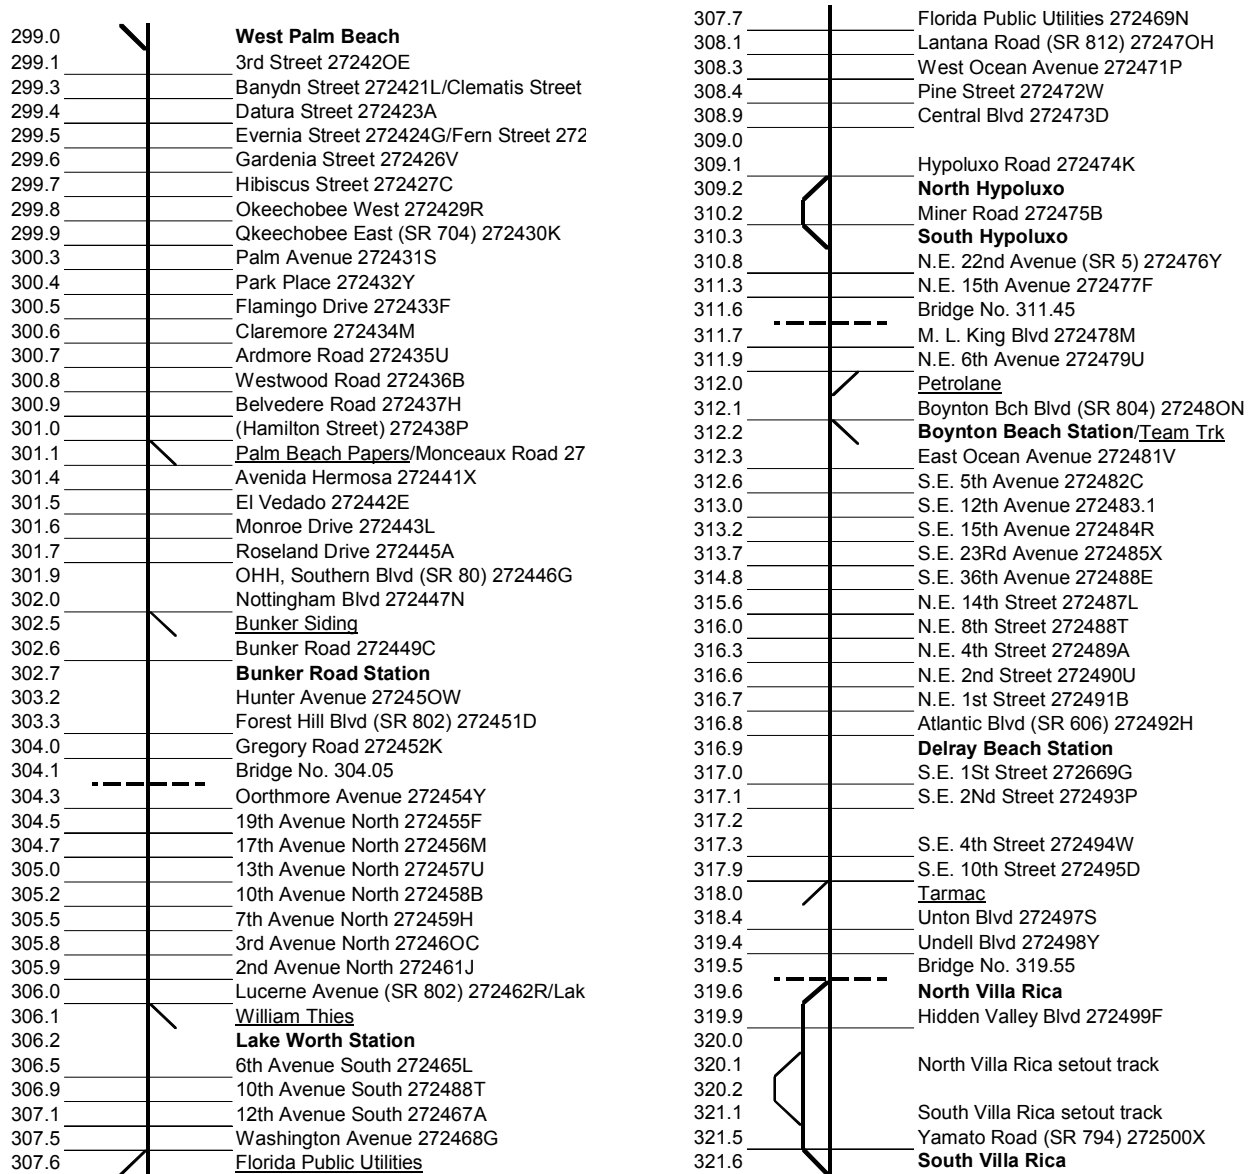 299.0 West Palm Beach
299.1 3rd Street 27242OE
299.3 Banydn Street 272421L/Clematis Street
299.4 Datura Street 272423A
299.5 Evernia Street 272424G/Fern Street 272
299.6 Gardenia Street 272426V
299.7 Hibiscus Street 272427C
299.8 Okeechobee West 272429R
299.9 Qkeechobee East (SR 704) 272430K
300.3 Palm Avenue 272431S
300.4 Park Place 272432Y
300.5 Flamingo Drive 272433F
300.6 Claremore 272434M
300.7 Ardmore Road 272435U
300.8 Westwood Road 272436B
300.9 Belvedere Road 272437H
301.0 (Hamilton Street) 272438P
301.1 Palm Beach Papers/Monceaux Road 27
301.4 Avenida Hermosa 272441X
301.5 El Vedado 272442E
301.6 Monroe Drive 272443L
301.7 Roseland Drive 272445A
301.9 OHH, Southern Blvd (SR 80) 272446G
302.0 Nottingham Blvd 272447N
302.5 Bunker Siding
302.6 Bunker Road 272449C
302.7 Bunker Road Station
303.2 Hunter Avenue 27245OW
303.3 Forest Hill Blvd (SR 802) 272451D
304.0 Gregory Road 272452K
304.1 Bridge No. 304.05
304.3 Oorthmore Avenue 272454Y
304.5 19th Avenue North 272455F
304.7 17th Avenue North 272456M
305.0 13th Avenue North 272457U
305.2 10th Avenue North 272458B
305.5 7th Avenue North 272459H
305.8 3rd Avenue North 27246OC
305.9 2nd Avenue North 272461J
306.0 Lucerne Avenue (SR 802) 272462R/Lak
306.1 William Thies
306.2 Lake Worth Station
306.5 6th Avenue South 272465L
306.9 10th Avenue South 272488T
307.1 12th Avenue South 272467A
307.5 Washington Avenue 272468G
307.6 Florida Public Utilities
307.7 Florida Public Utilities 272469N
308.1 Lantana Road (SR 812) 27247OH
308.3 West Ocean Avenue 272471P
308.4 Pine Street 272472W
308.9 Central Blvd 272473D
309.0
309.1 Hypoluxo Road 272474K
309.2 North Hypoluxo
310.2 Miner Road 272475B
310.3 South Hypoluxo
310.8 N.E. 22nd Avenue (SR 5) 272476Y
311.3 N.E. 15th Avenue 272477F
311.6 Bridge No. 311.45
311.7 M. L. King Blvd 272478M
311.9 N.E. 6th Avenue 272479U
312.0 Petrolane
312.1 Boynton Bch Blvd (SR 804) 27248ON
312.2 Boynton Beach Station/Team Trk
312.3 East Ocean Avenue 272481V
312.6 S.E. 5th Avenue 272482C
313.0 S.E. 12th Avenue 272483.1
313.2 S.E. 15th Avenue 272484R
313.7 S.E. 23Rd Avenue 272485X
314.8 S.E. 36th Avenue 272488E
315.6 N.E. 14th Street 272487L
316.0 N.E. 8th Street 272488T
316.3 N.E. 4th Street 272489A
316.6 N.E. 2nd Street 272490U
316.7 N.E. 1st Street 272491B
316.8 Atlantic Blvd (SR 606) 272492H
316.9 Delray Beach Station
317.0 S.E. 1St Street 272669G
317.1 S.E. 2Nd Street 272493P
317.2
317.3 S.E. 4th Street 272494W
317.9 S.E. 10th Street 272495D
318.0 Tarmac
318.4 Unton Blvd 272497S
319.4 Undell Blvd 272498Y
319.5 Bridge No. 319.55
319.6 North Villa Rica
319.9 Hidden Valley Blvd 272499F
320.0
320.1 North Villa Rica setout track
320.2
321.1 South Villa Rica setout track
321.5 Yamato Road (SR 794) 272500X
321.6 South Villa Rica